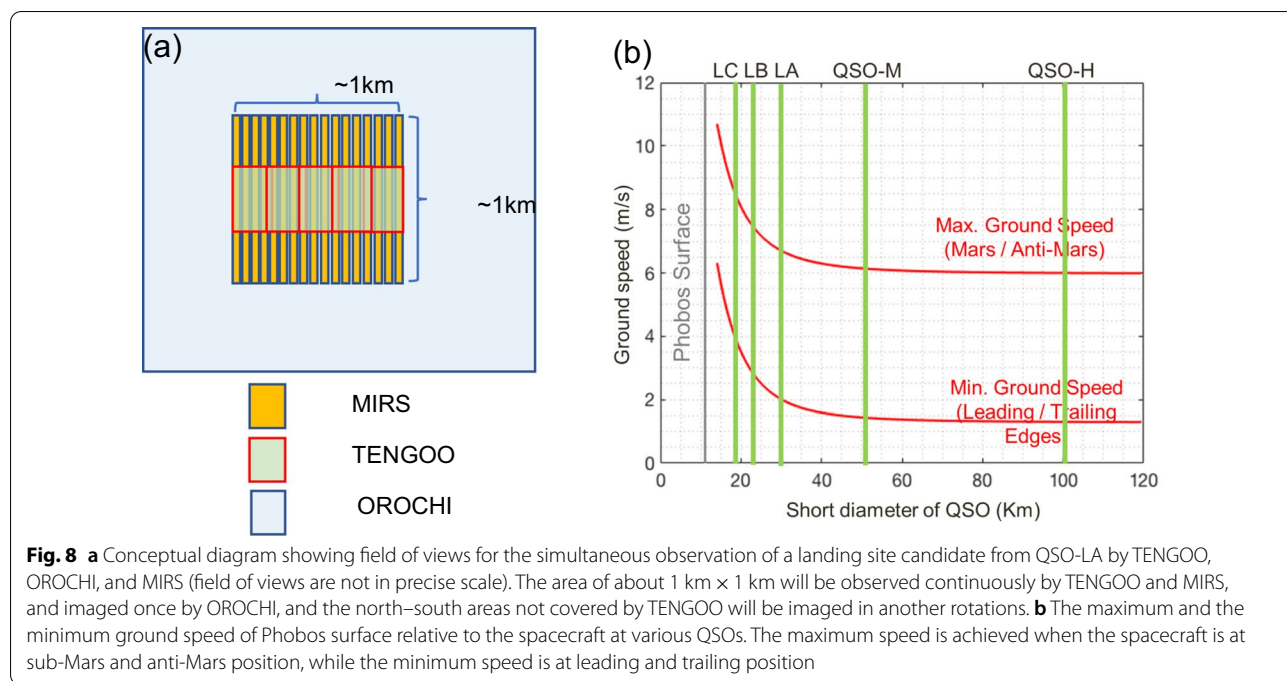 (a)
~1km
~1km
MIRS
TENGOO
OROCHI
(b)
LC LB LA QSO-M QSO-H
12
10
8
6
4
2
0
Ground speed (m/s)
Phobos Surface
Max. Ground Speed
(Mars / Anti-Mars)
Min. Ground Speed
(Leading / Trailing
Edges)
0 20 40 60 80 100 120
Short diameter of QSO (Km)
Fig. 8 a Conceptual diagram showing field of views for the simultaneous observation of a landing site candidate from QSO-LA by TENGOO,
OROCHI, and MIRS (field of views are not in precise scale). The area of about 1 km × 1 km will be observed continuously by TENGOO and MIRS,
and imaged once by OROCHI, and the north–south areas not covered by TENGOO will be imaged in another rotations. b The maximum and the
minimum ground speed of Phobos surface relative to the spacecraft at various QSOs. The maximum speed is achieved when the spacecraft is at
sub-Mars and anti-Mars position, while the minimum speed is at leading and trailing position